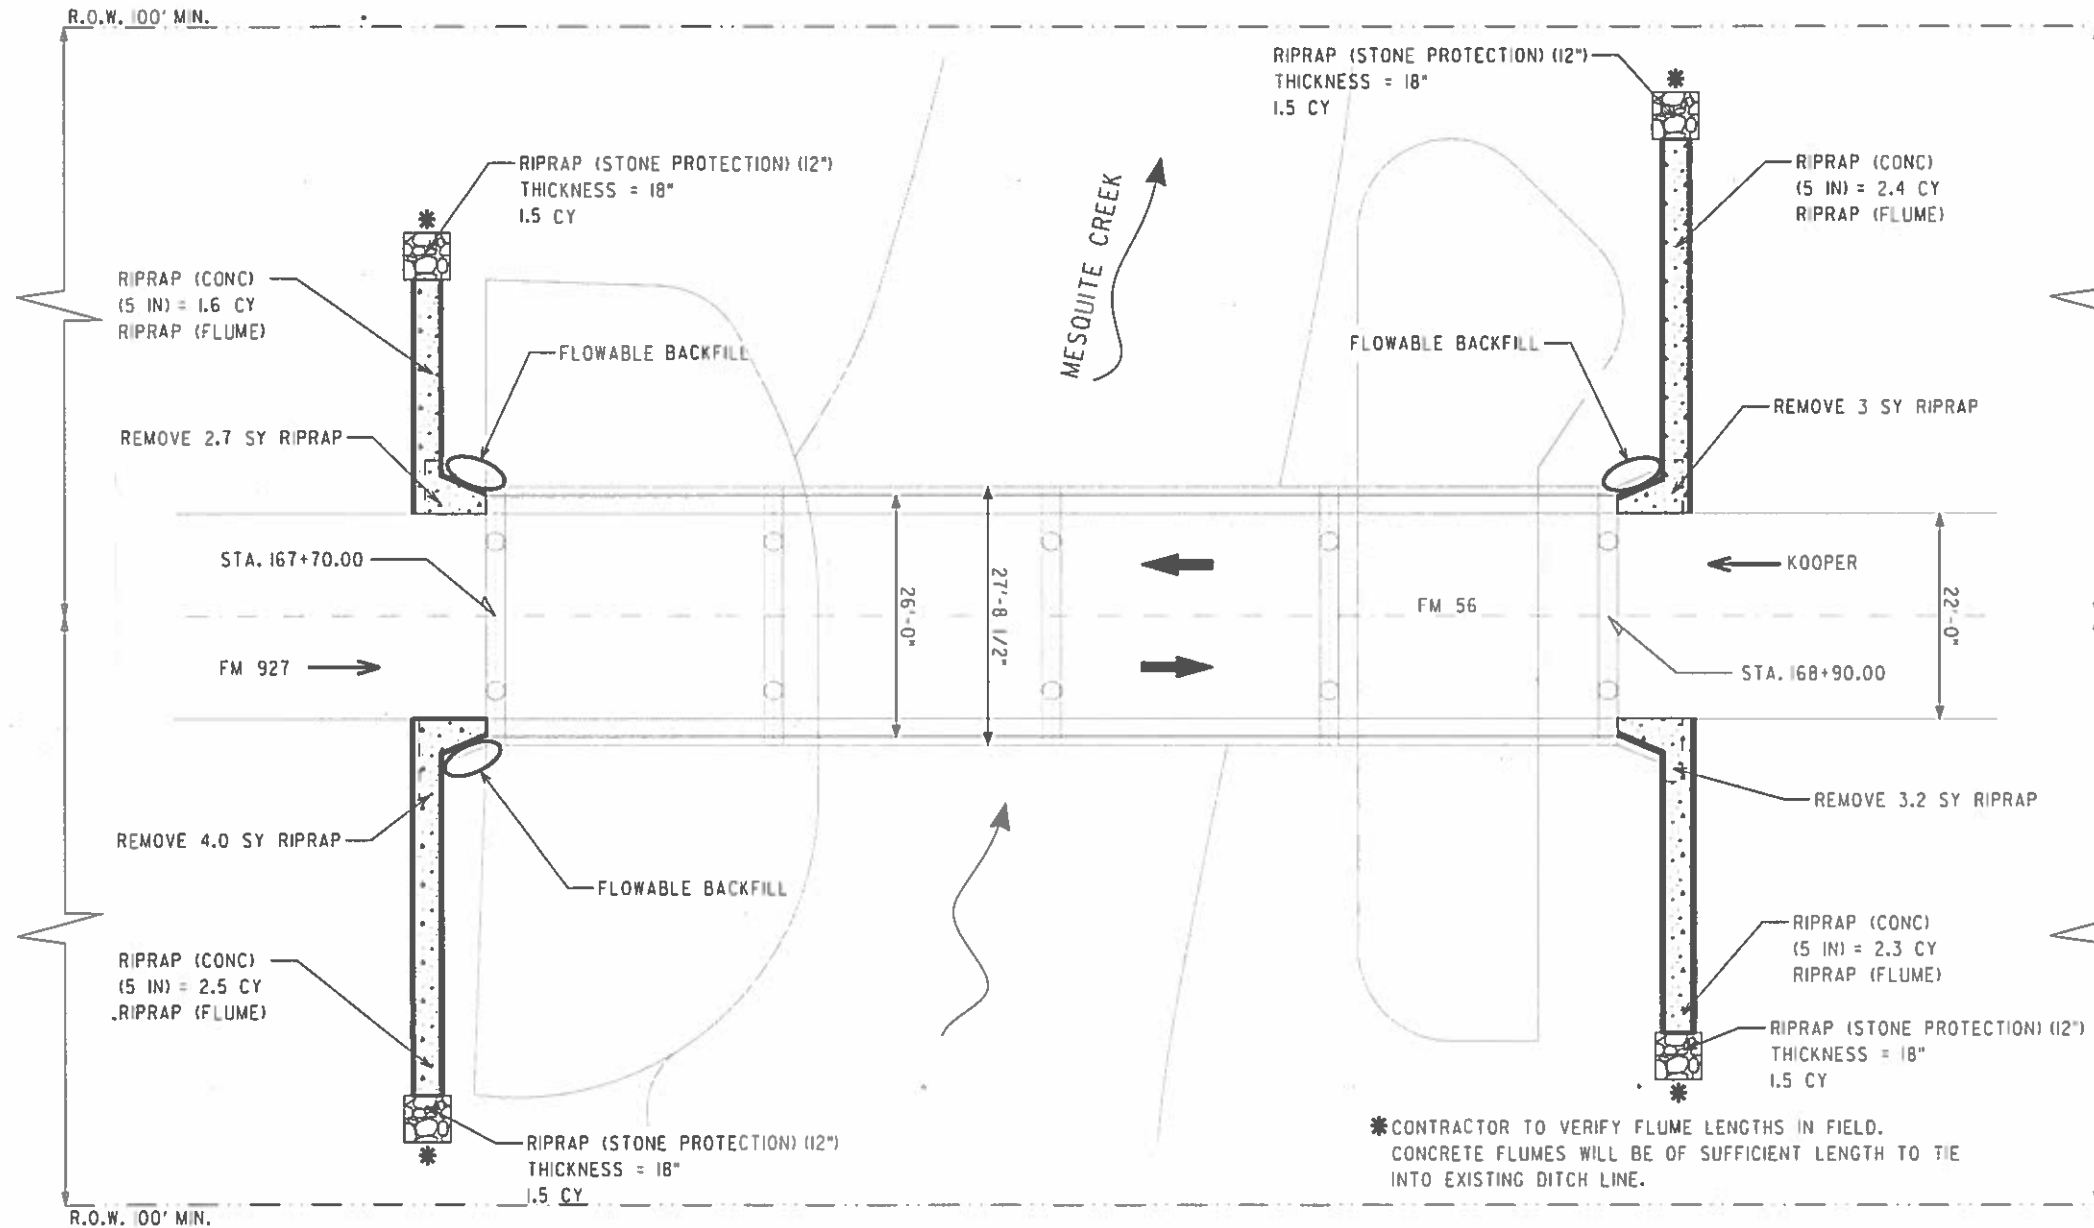 R.O.W. 100' MIN.
RIPRAP (STONE PROTECTION) (12")
THICKNESS = 18"
1.5 CY
RIPRAP (STONE PROTECTION) (12")
THICKNESS = 18"
1.5 CY
*
*
RIPRAP (CONC)
(5 IN) = 2.4 CY
RIPRAP (FLUME)
MESQUITE CREEK
RIPRAP (CONC)
(5 IN) = 1.6 CY
RIPRAP (FLUME)
FLOWABLE BACKFILL
FLOWABLE BACKFILL
REMOVE 2.7 SY RIPRAP
REMOVE 3 SY RIPRAP
STA. 167+70.00
26'-0"
27'-8 1/2"
FM 56
KOOPER
22'-0"
FM 927
STA. 168+90.00
REMOVE 4.0 SY RIPRAP
REMOVE 3.2 SY RIPRAP
FLOWABLE BACKFILL
RIPRAP (CONC)
(5 IN) = 2.5 CY
RIPRAP (FLUME)
RIPRAP (CONC)
(5 IN) = 2.3 CY
RIPRAP (FLUME)
RIPRAP (STONE PROTECTION) (12")
THICKNESS = 18"
1.5 CY
*
*
RIPRAP (STONE PROTECTION) (12")
THICKNESS = 18"
1.5 CY
*CONTRACTOR TO VERIFY FLUME LENGTHS IN FIELD.
CONCRETE FLUMES WILL BE OF SUFFICIENT LENGTH TO TIE
INTO EXISTING DITCH LINE.
R.O.W. 100' MIN.